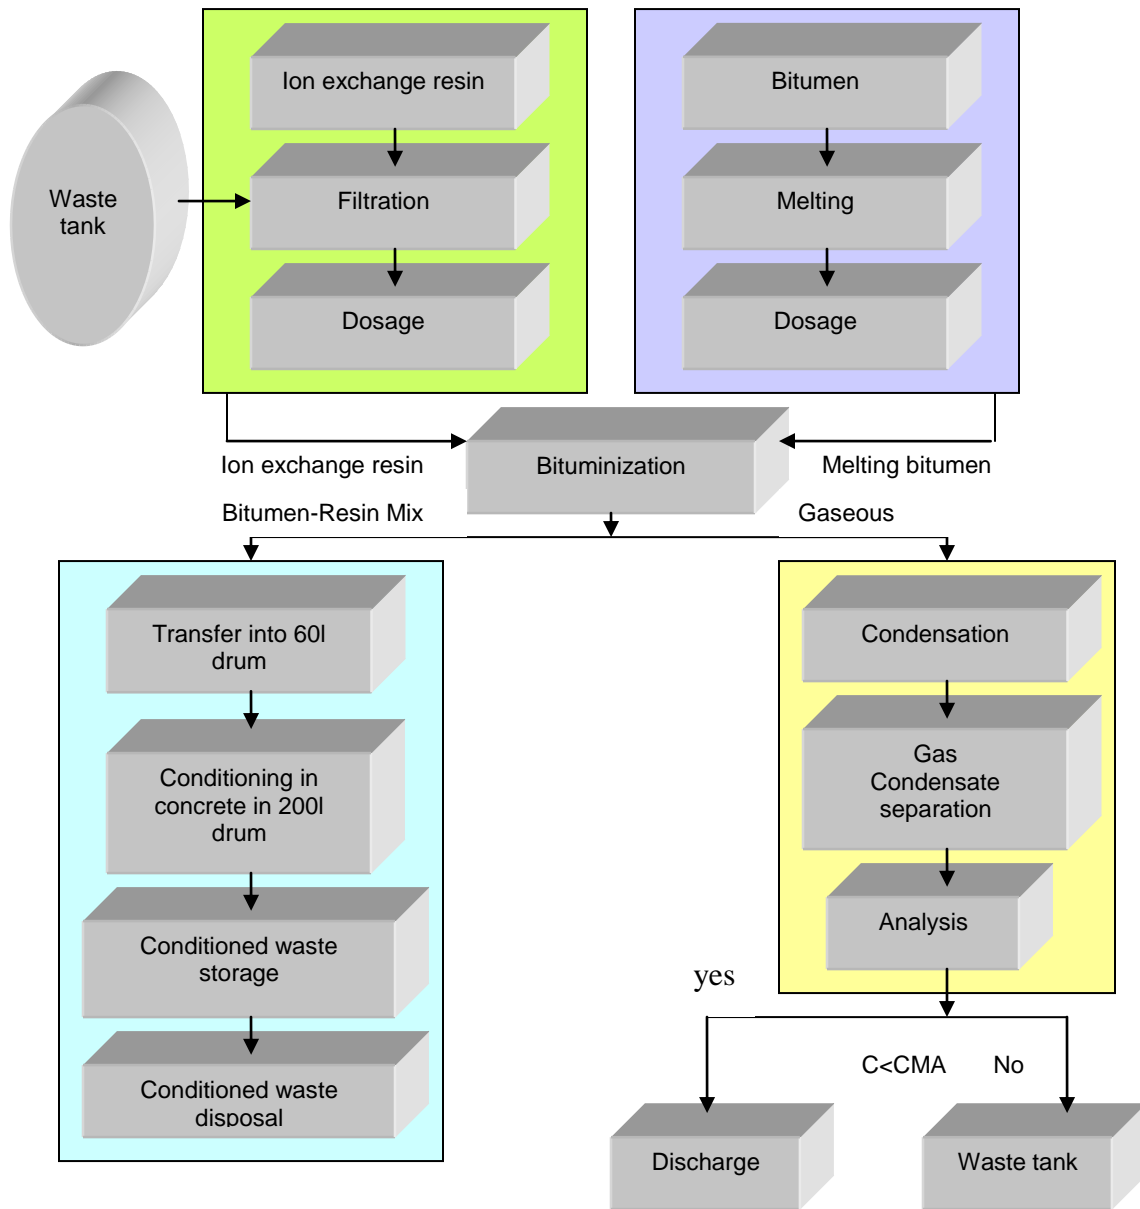 Ion exchange resin
Bitumen
Waste
tank
Filtration
Melting
Dosage
Dosage
Ion exchange resin
Bituminization
Melting bitumen
Bitumen-Resin Mix
Gaseous
Transfer into 60l
drum
Condensation
Conditioning in
concrete in 200l
drum
Gas
Condensate
separation
Conditioned waste
storage
Analysis
yes
C<CMA
No
Conditioned waste
disposal
Discharge
Waste tank